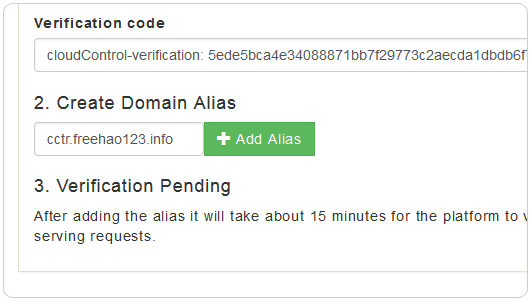 Verification code
cloudControl-verification: 5ede5bca4e34088871bb7f29773c2aecda1dbdb6f
2. Create Domain Alias
cctr.freehao123.info
Add Alias
3. Verification Pending
After adding the alias it will take about 15 minutes for the platform to
serving requests.